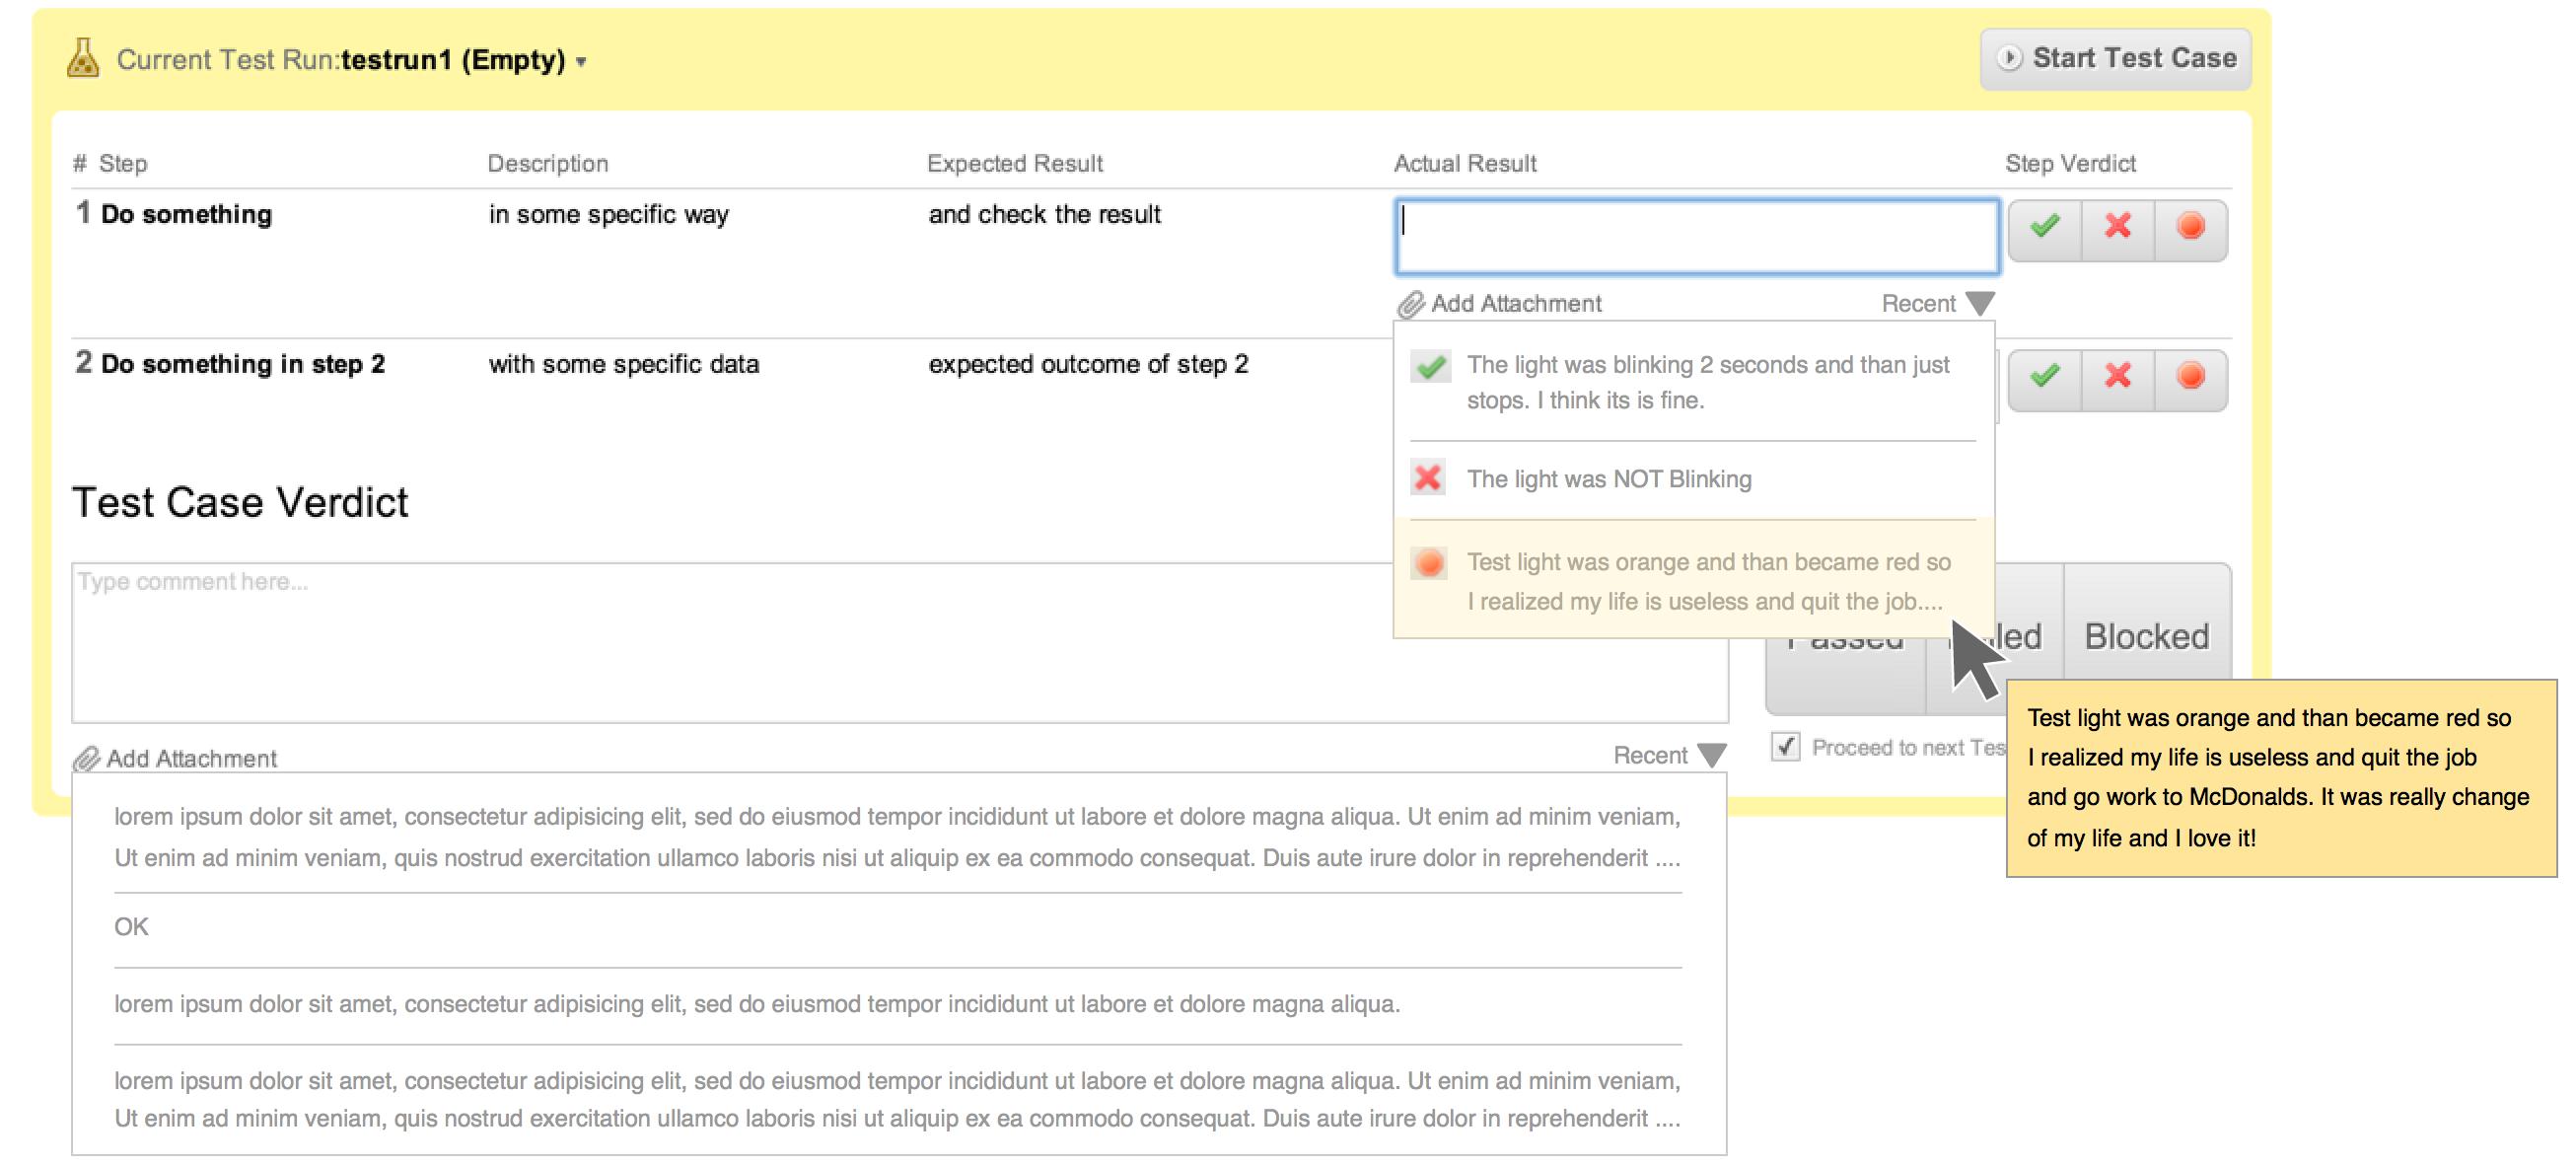 Current Test Run:testrun1 (Empty)
Start Test Case
# Step Description Expected Result Actual Result Step Verdict
1 Do something in some specific way and check the result
Add Attachment Recent
2 Do something in step 2 with some specific data expected outcome of step 2
The light was blinking 2 seconds and than just
stops. I think its is fine.
The light was NOT Blinking
Test light was orange and than became red so
I realized my life is useless and quit the job....
Test Case Verdict
Type comment here...
Passed Blocked
Proceed to next
Test light was orange and than became red so
I realized my life is useless and quit the job
and go work to McDonalds. It was really change
of my life and I love it!
Add Attachment Recent
lorem ipsum dolor sit amet, consectetur adipisicing elit, sed do eiusmod tempor incididunt ut labore et dolore magna aliqua. Ut enim ad minim veniam,
Ut enim ad minim veniam, quis nostrud exercitation ullamco laboris nisi ut aliquip ex ea commodo consequat. Duis aute irure dolor in reprehenderit ....
OK
lorem ipsum dolor sit amet, consectetur adipisicing elit, sed do eiusmod tempor incididunt ut labore et dolore magna aliqua.
lorem ipsum dolor sit amet, consectetur adipisicing elit, sed do eiusmod tempor incididunt ut labore et dolore magna aliqua. Ut enim ad minim veniam,
Ut enim ad minim veniam, quis nostrud exercitation ullamco laboris nisi ut aliquip ex ea commodo consequat. Duis aute irure dolor in reprehenderit ....